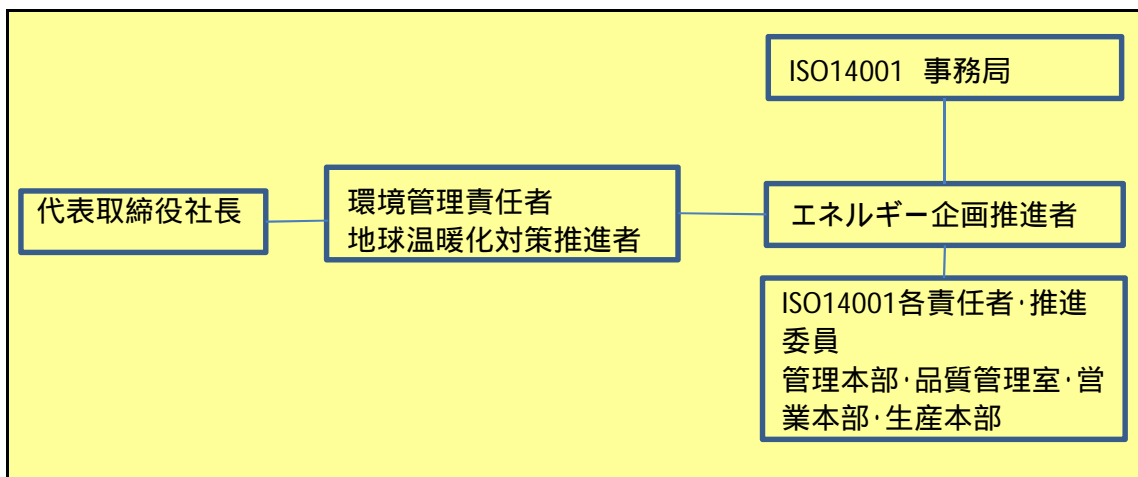 ISO14001 事務局
代表取締役社長
環境管理責任者
地球温暖化対策推進者
エネルギー企画推進者
ISO14001各責任者･推進
委員
管理本部･品質管理室･営
業本部･生産本部